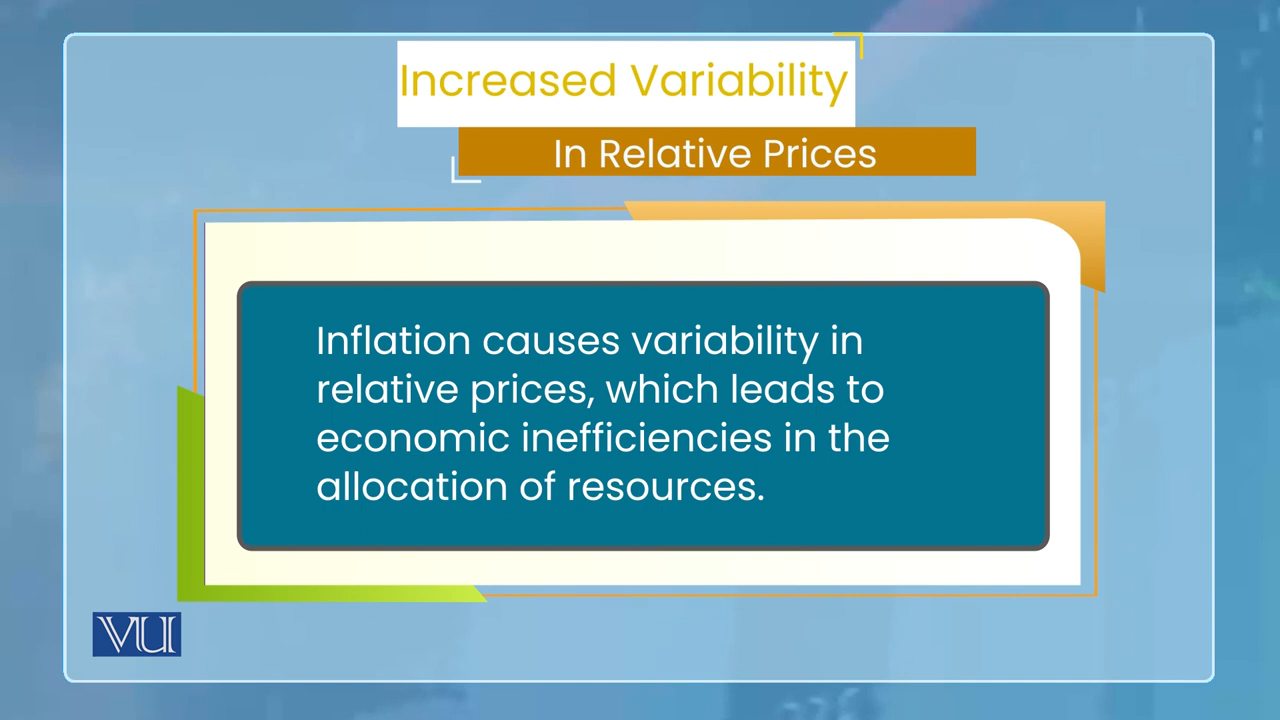 Increased Variability
In Relative Prices
Inflation causes variability in
relative prices, which leads to
economic inefficiencies in the
allocation of resources.
VU